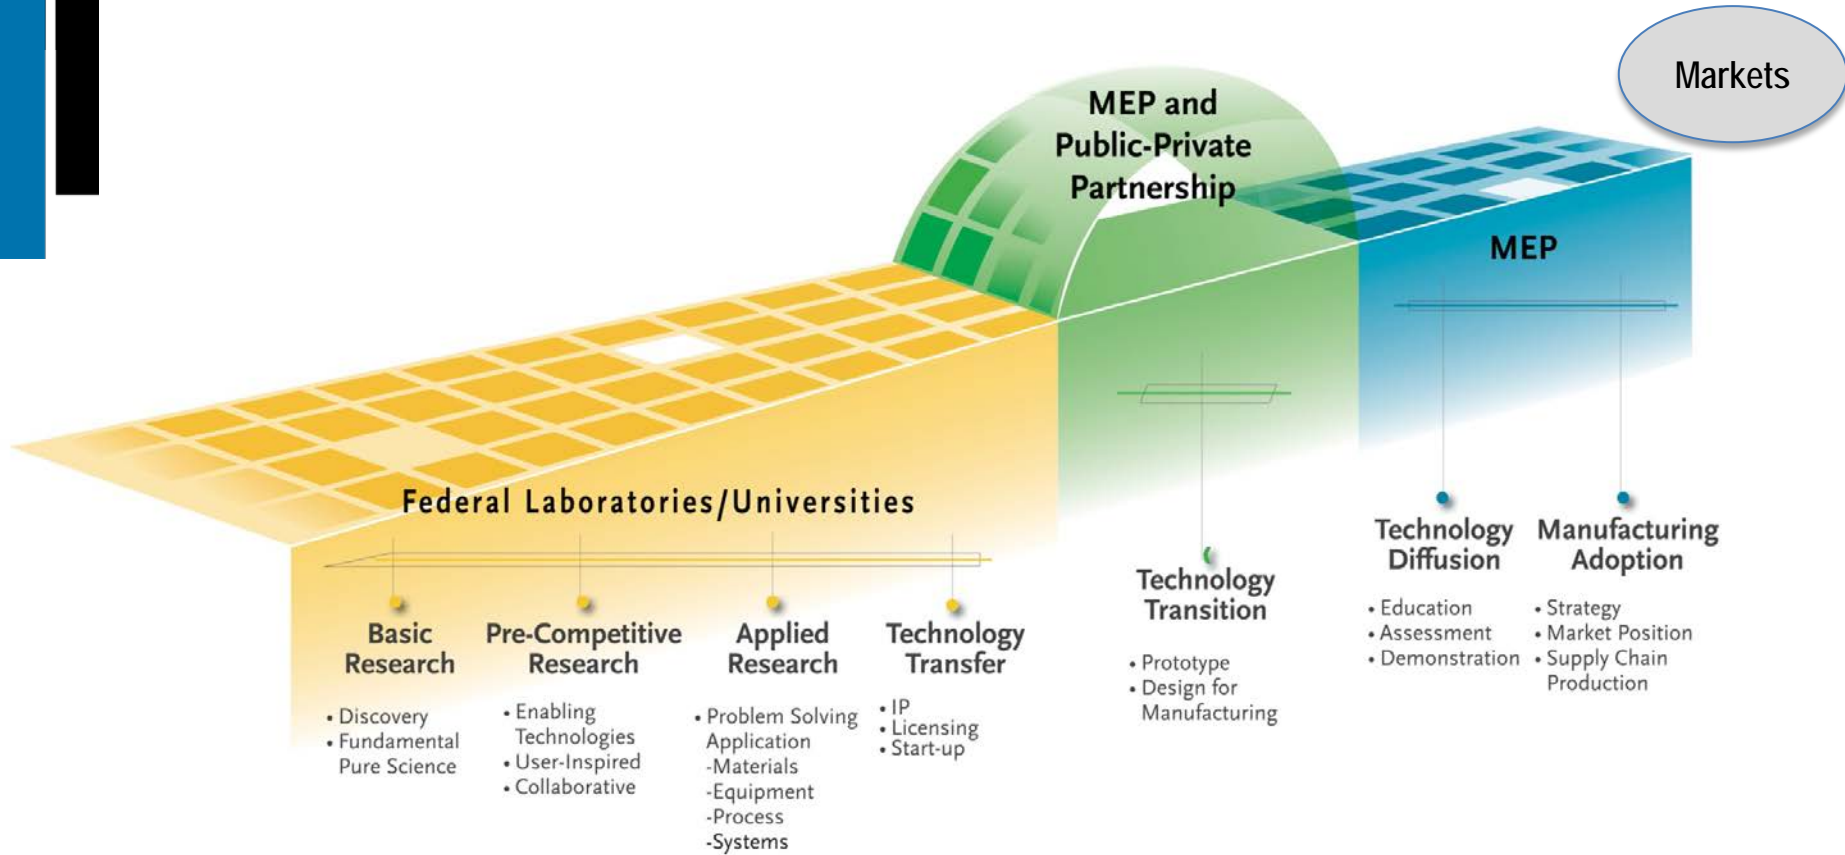 Markets
MEP and
Public-Private
Partnership
MEP
Federal Laboratories/Universities
Basic
Research
• Discovery
• Fundamental
Pure Science
Pre-Competitive
Research
• Enabling
Technologies
• User-Inspired
• Collaborative
Applied
Research
• Problem Solving
Application
-Materials
-Equipment
-Process
-Systems
Technology
Transfer
• IP
• Licensing
• Start-up
Technology
Transition
• Prototype
• Design for
Manufacturing
Technology
Diffusion
• Education
• Assessment
• Demonstration
Manufacturing
Adoption
• Strategy
• Market Position
• Supply Chain
Production